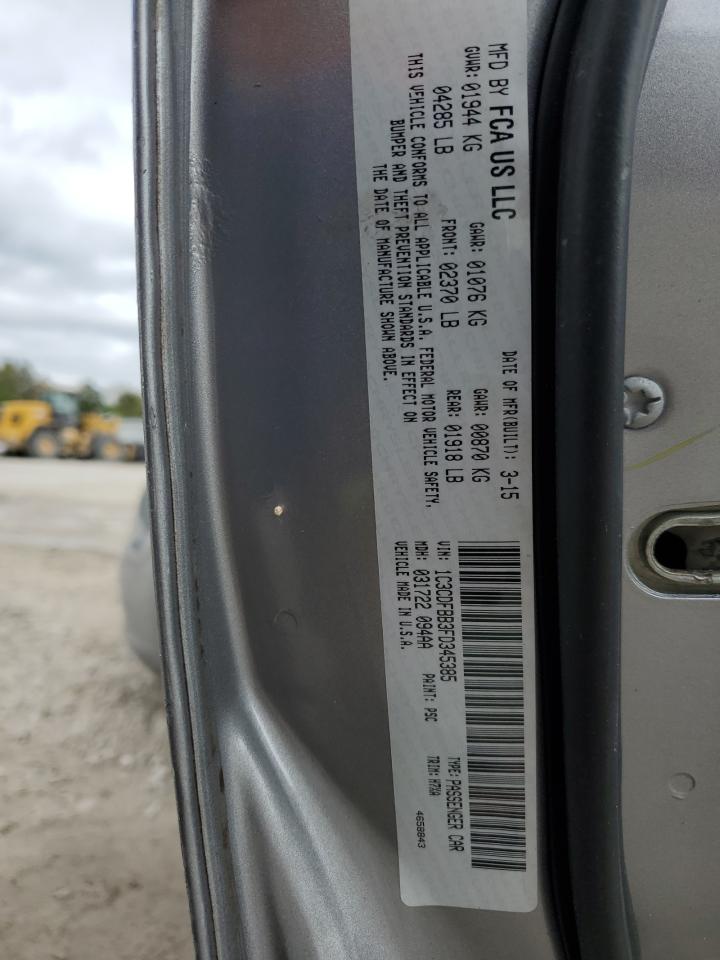 MFD BY FCA US LLC
DATE OF MFR(BUILT): 3-15
GVWR: 01944 KG
GAWR: 01076 KG
GAWR: 00870 KG
04285 LB
FRONT: 02370 LB
REAR: 01918 LB
THIS VEHICLE CONFORMS TO ALL APPLICABLE U.S.A. FEDERAL MOTOR VEHICLE SAFETY,
BUMPER AND THEFT PREVENTION STANDARDS IN EFFECT ON
THE DATE OF MANUFACTURE SHOWN ABOVE.
VIN: 1C3CDFBB3FD345385
TYPE: PASSENGER CAR
MDH: 031722 094AA
PAINT: PSC
TRIM: H7XA
VEHICLE MADE IN U.S.A.
4658843